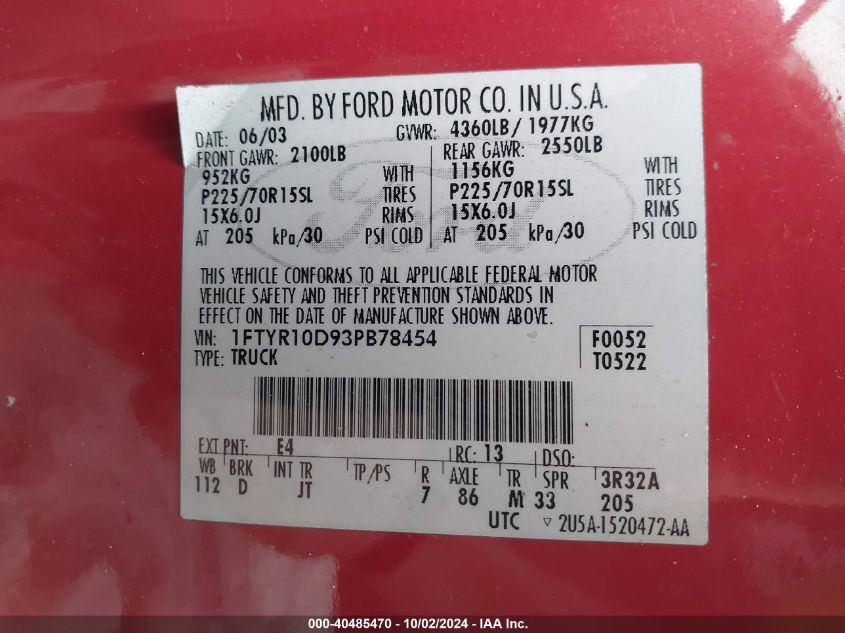 MFD. BY FORD MOTOR CO. IN U.S.A.
DATE: 06/03 GVWR: 4360LB/ 1977KG
FRONT GAWR: 2100LB REAR GAWR: 2550LB
952KG WITH 1156KG WITH
P225/70R15SL TIRES P225/70R15SL TIRES
15X6.0J RIMS 15X6.0J RIMS
AT 205 kPa/30 PSI COLD AT 205 kPa/30 PSI COLD
Ford
THIS VEHICLE CONFORMS TO ALL APPLICABLE FEDERAL MOTOR
VEHICLE SAFETY AND THEFT PREVENTION STANDARDS IN
EFFECT ON THE DATE OF MANUFACTURE SHOWN ABOVE.
VIN: 1FTYR10D93PB78454 F0052
TYPE: TRUCK T0522
EXT PNT: E4 RC: 13 DSO:
WB BRK INT TR TP/PS R AXLE TR SPR 3R32A
112 D JT 7 86 M 33 205
UTC ▽ 2U5A-1520472-AA
000-40485470 - 10/02/2024 - IAA Inc.